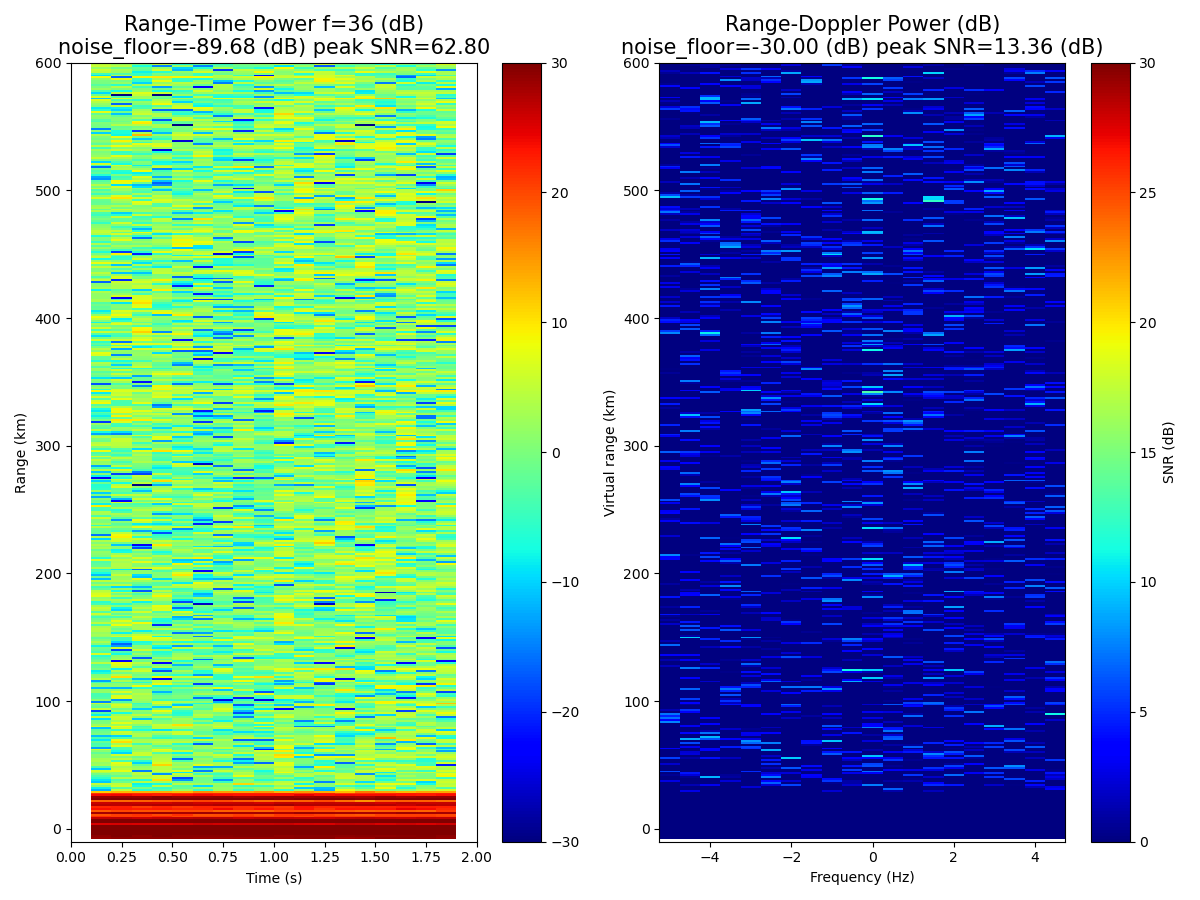 Range-Time Power f=36 (dB)
noise_floor=-89.68 (dB) peak SNR=62.80
600
500
400
300
200
100
0
Range (km)
0.00 0.25 0.50 0.75 1.00 1.25 1.50 1.75 2.00
Time (s)
30
20
10
0
−10
−20
−30
Range-Doppler Power (dB)
noise_floor=-30.00 (dB) peak SNR=13.36 (dB)
600
500
400
300
200
100
0
Virtual range (km)
−4 −2 0 2 4
Frequency (Hz)
30
25
20
15
10
5
0
SNR (dB)